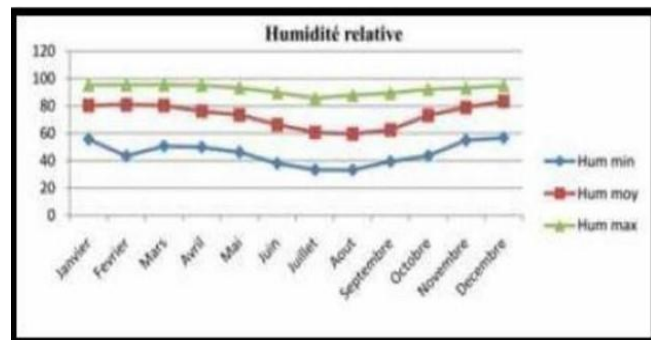 Humidité relative
120
100
80
60
40
20
0
Janvier
Fevrier
Mars
Avril
Mai
Juin
Juillet
Aout
Septembre
Octobre
Novembre
Decembre
Hum min
Hum moy
Hum max